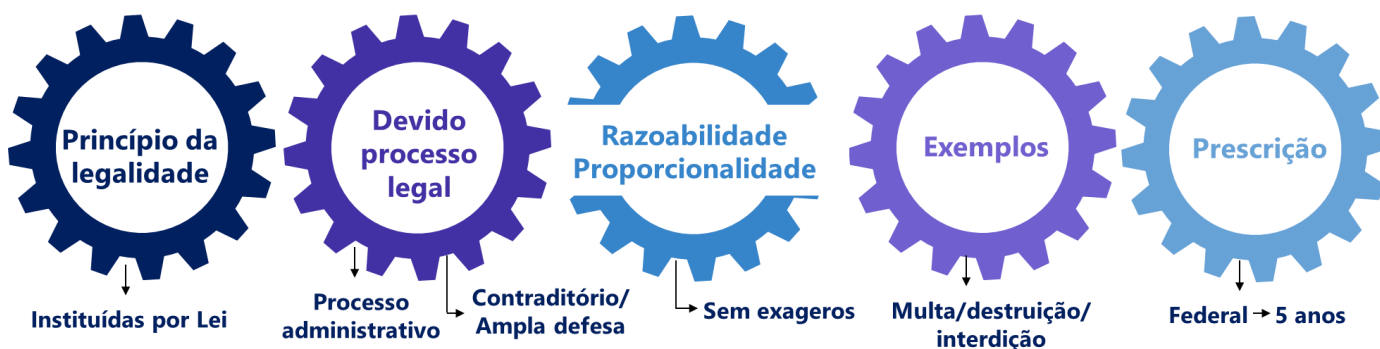 Princípio da
legalidade
Instituídas por Lei
Devido
processo
legal
Processo
administrativo
Contraditório/
Ampla defesa
Razoabilidade
Proporcionalidade
Sem exageros
Exemplos
Multa/destruição/
interdição
Prescrição
Federal → 5 anos